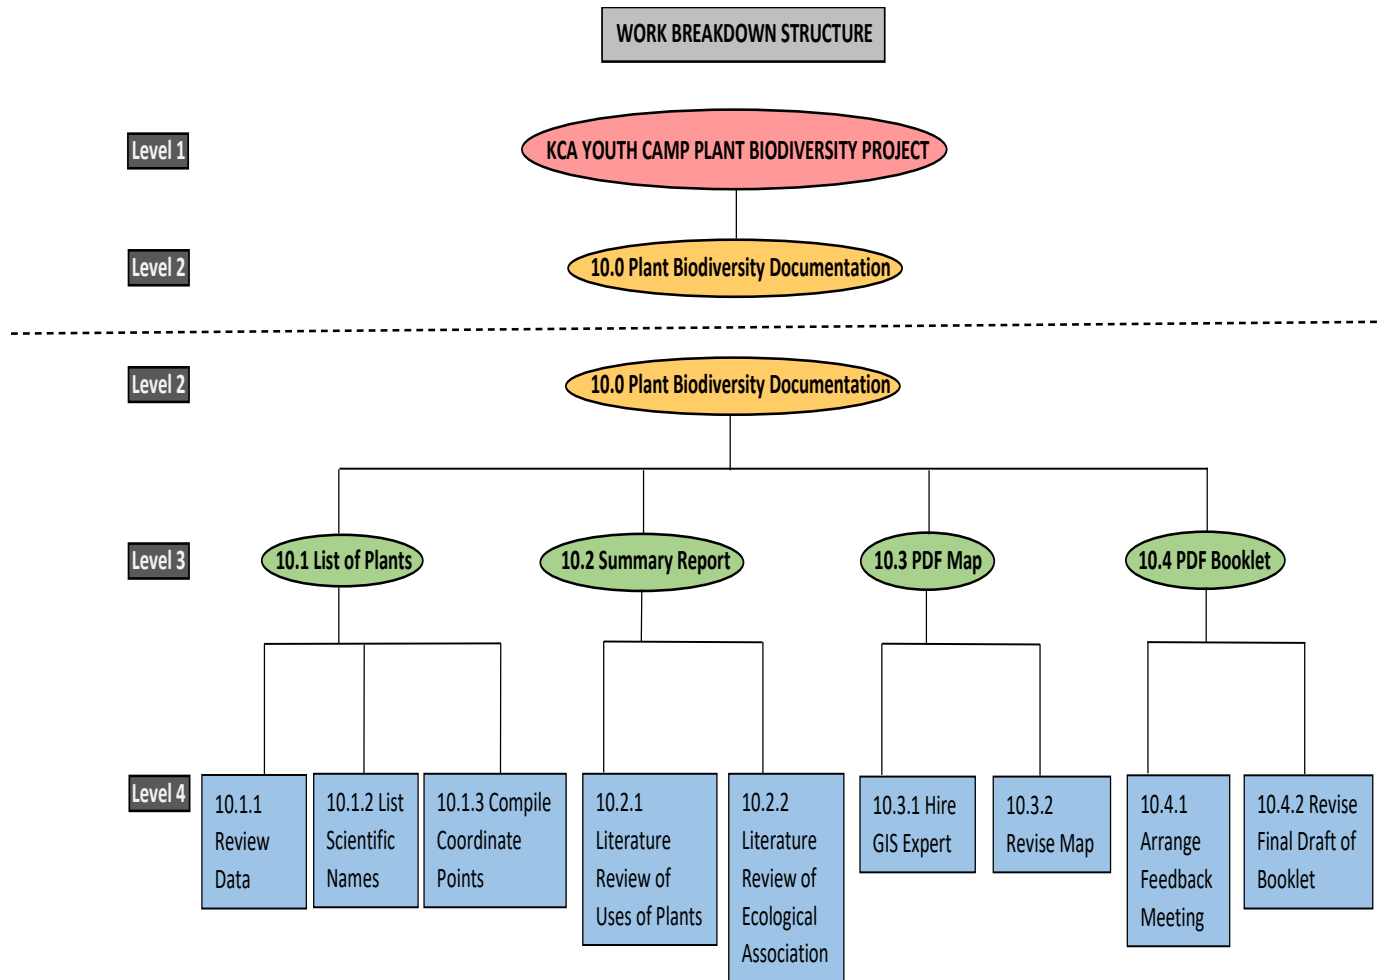 WORK BREAKDOWN STRUCTURE
Level 1
KCA YOUTH CAMP PLANT BIODIVERSITY PROJECT
Level 2
10.0 Plant Biodiversity Documentation
Level 2
10.0 Plant Biodiversity Documentation
Level 3
10.1 List of Plants
10.2 Summary Report
10.3 PDF Map
10.4 PDF Booklet
Level 4
10.1.1
Review
Data
10.1.2 List
Scientific
Names
10.1.3 Compile
Coordinate
Points
10.2.1
Literature
Review of
Uses of Plants
10.2.2
Literature
Review of
Ecological
Association
10.3.1 Hire
GIS Expert
10.3.2
Revise Map
10.4.1
Arrange
Feedback
Meeting
10.4.2 Revise
Final Draft of
Booklet